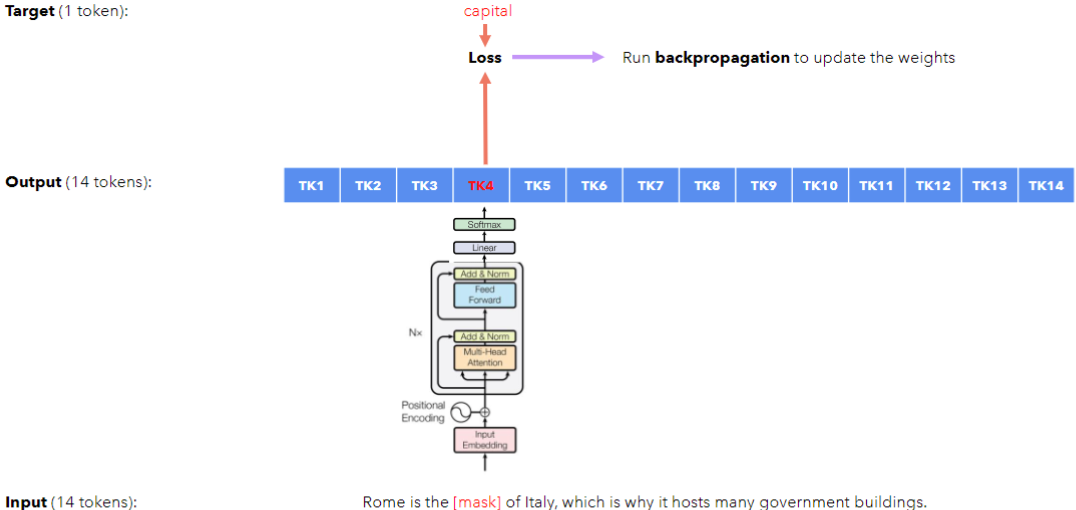 Target (1 token):
capital
Loss
Run backpropagation to update the weights
Output (14 tokens):
TK1 TK2 TK3 TK4 TK5 TK6 TK7 TK8 TK9 TK10 TK11 TK12 TK13 TK14
Softmax
Linear
Add & Norm
Feed
Forward
Nx
Add & Norm
Multi-Head
Attention
Positional
Encoding
Input
Embedding
Input (14 tokens):
Rome is the [mask] of Italy, which is why it hosts many government buildings.